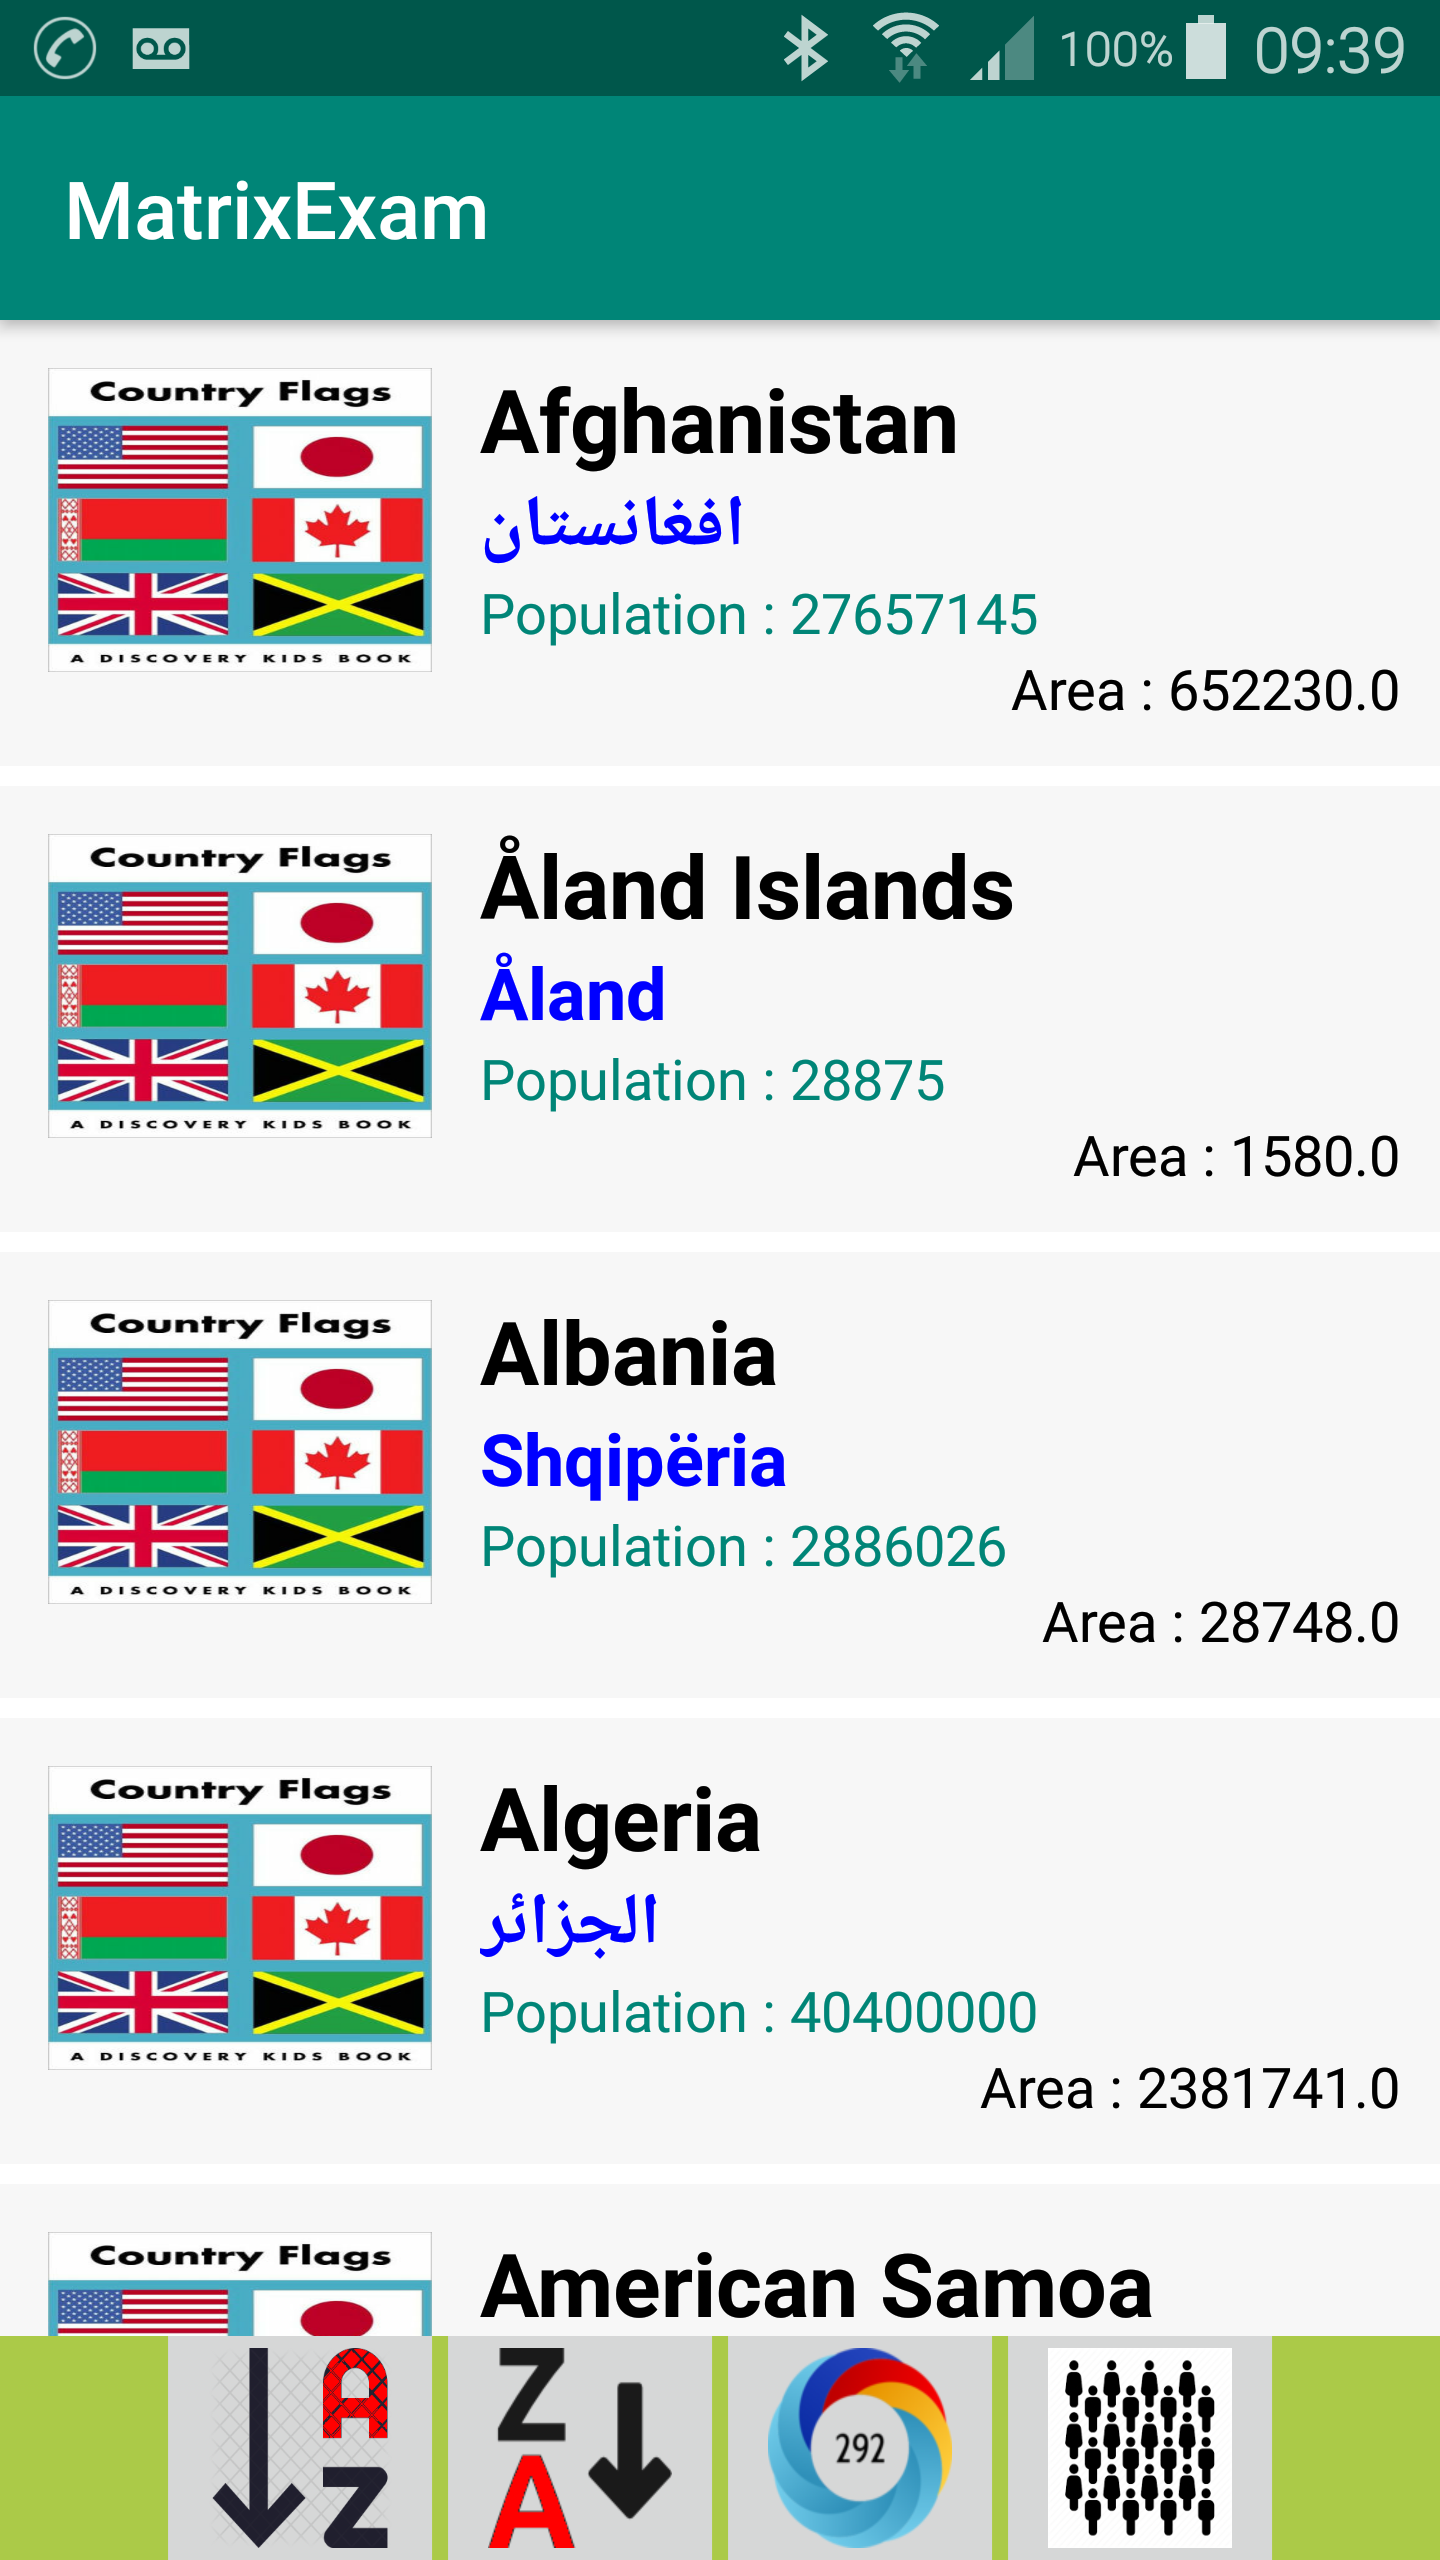 100% 09:39
MatrixExam
Country Flags
A DISCOVERY KIDS BOOK
Afghanistan
افغانستان
Population : 27657145
Area : 652230.0
Country Flags
A DISCOVERY KIDS BOOK
Åland Islands
Åland
Population : 28875
Area : 1580.0
Country Flags
A DISCOVERY KIDS BOOK
Albania
Shqipëria
Population : 2886026
Area : 28748.0
Country Flags
A DISCOVERY KIDS BOOK
Algeria
الجزائر
Population : 40400000
Area : 2381741.0
Country Flags
American Samoa
A Z
Z A
292